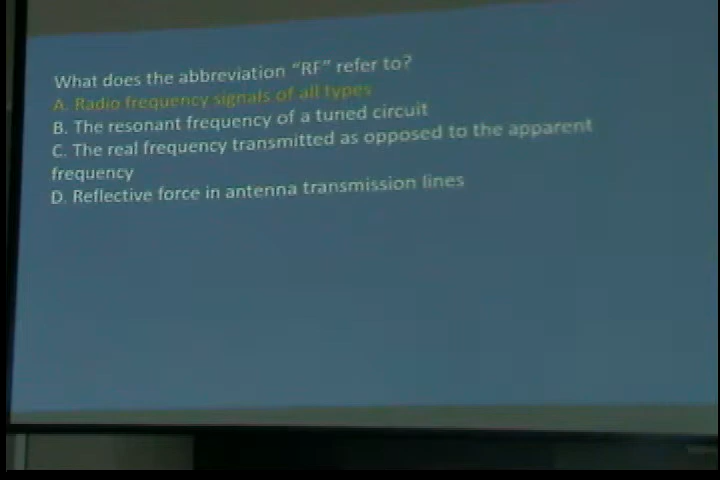 What does the abbreviation “RF” refer to?
A. Radio frequency signals of all types
B. The resonant frequency of a tuned circuit
C. The real frequency transmitted as opposed to the apparent
frequency
D. Reflective force in antenna transmission lines